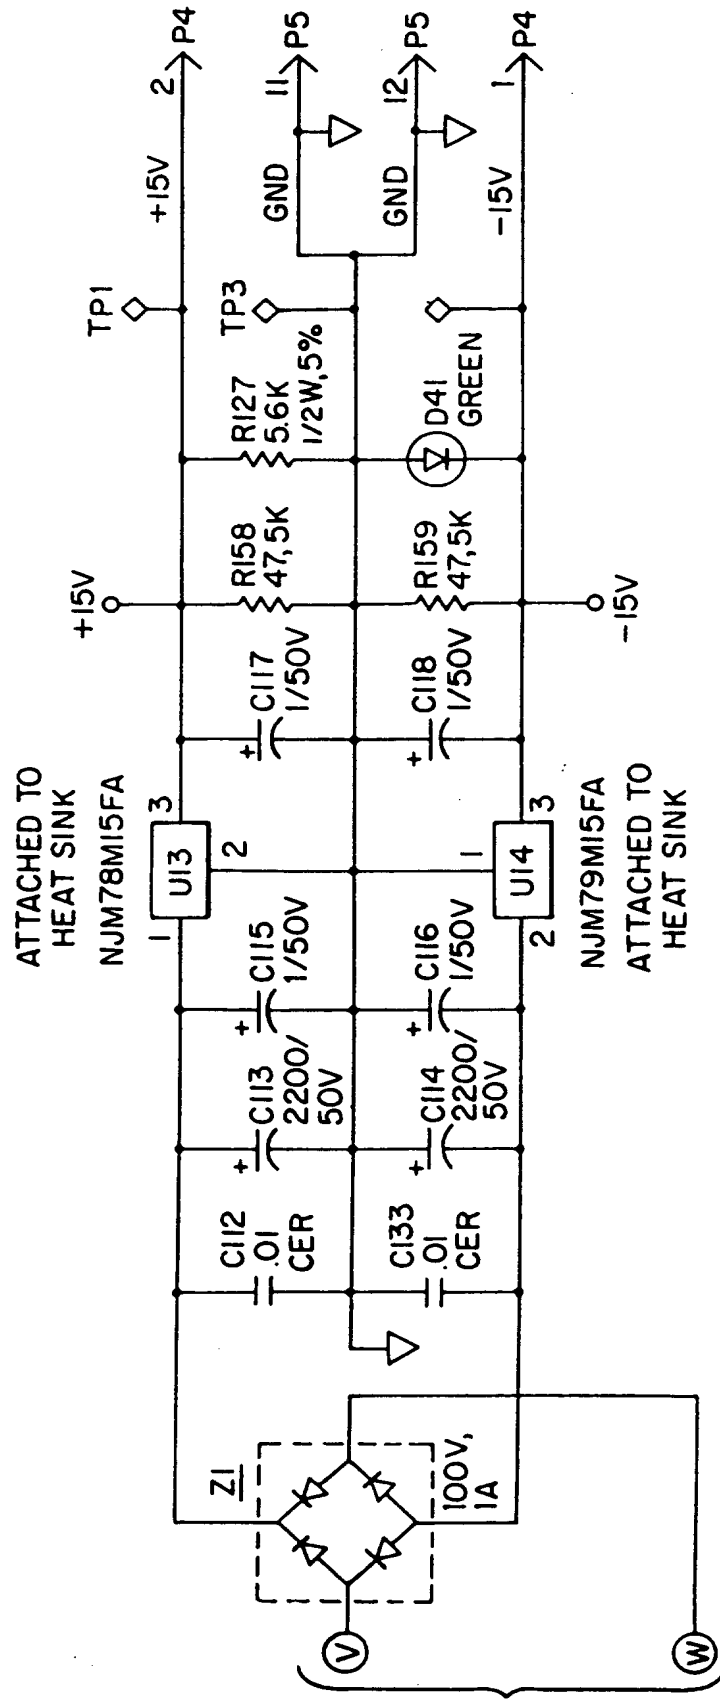 ATTACHED TO
HEAT SINK
NJM78M15FA
1
U13
3
2
+15V
TP1
+15V
2
P4
Z1
C112
.01
CER
+
C113
2200/
50V
+
C115
1/50V
+
C117
1/50V
R158
47,5K
R127
5.6K
1/2W,5%
TP3
GND
11
P5
V
100V,
1A
C133
.01
CER
+
C114
2200/
50V
+
C116
1/50V
1
+
C118
1/50V
R159
47,5K
D41
GREEN
GND
12
P5
2
U14
3
NJM79M15FA
ATTACHED TO
HEAT SINK
-15V
-15V
1
P4
W